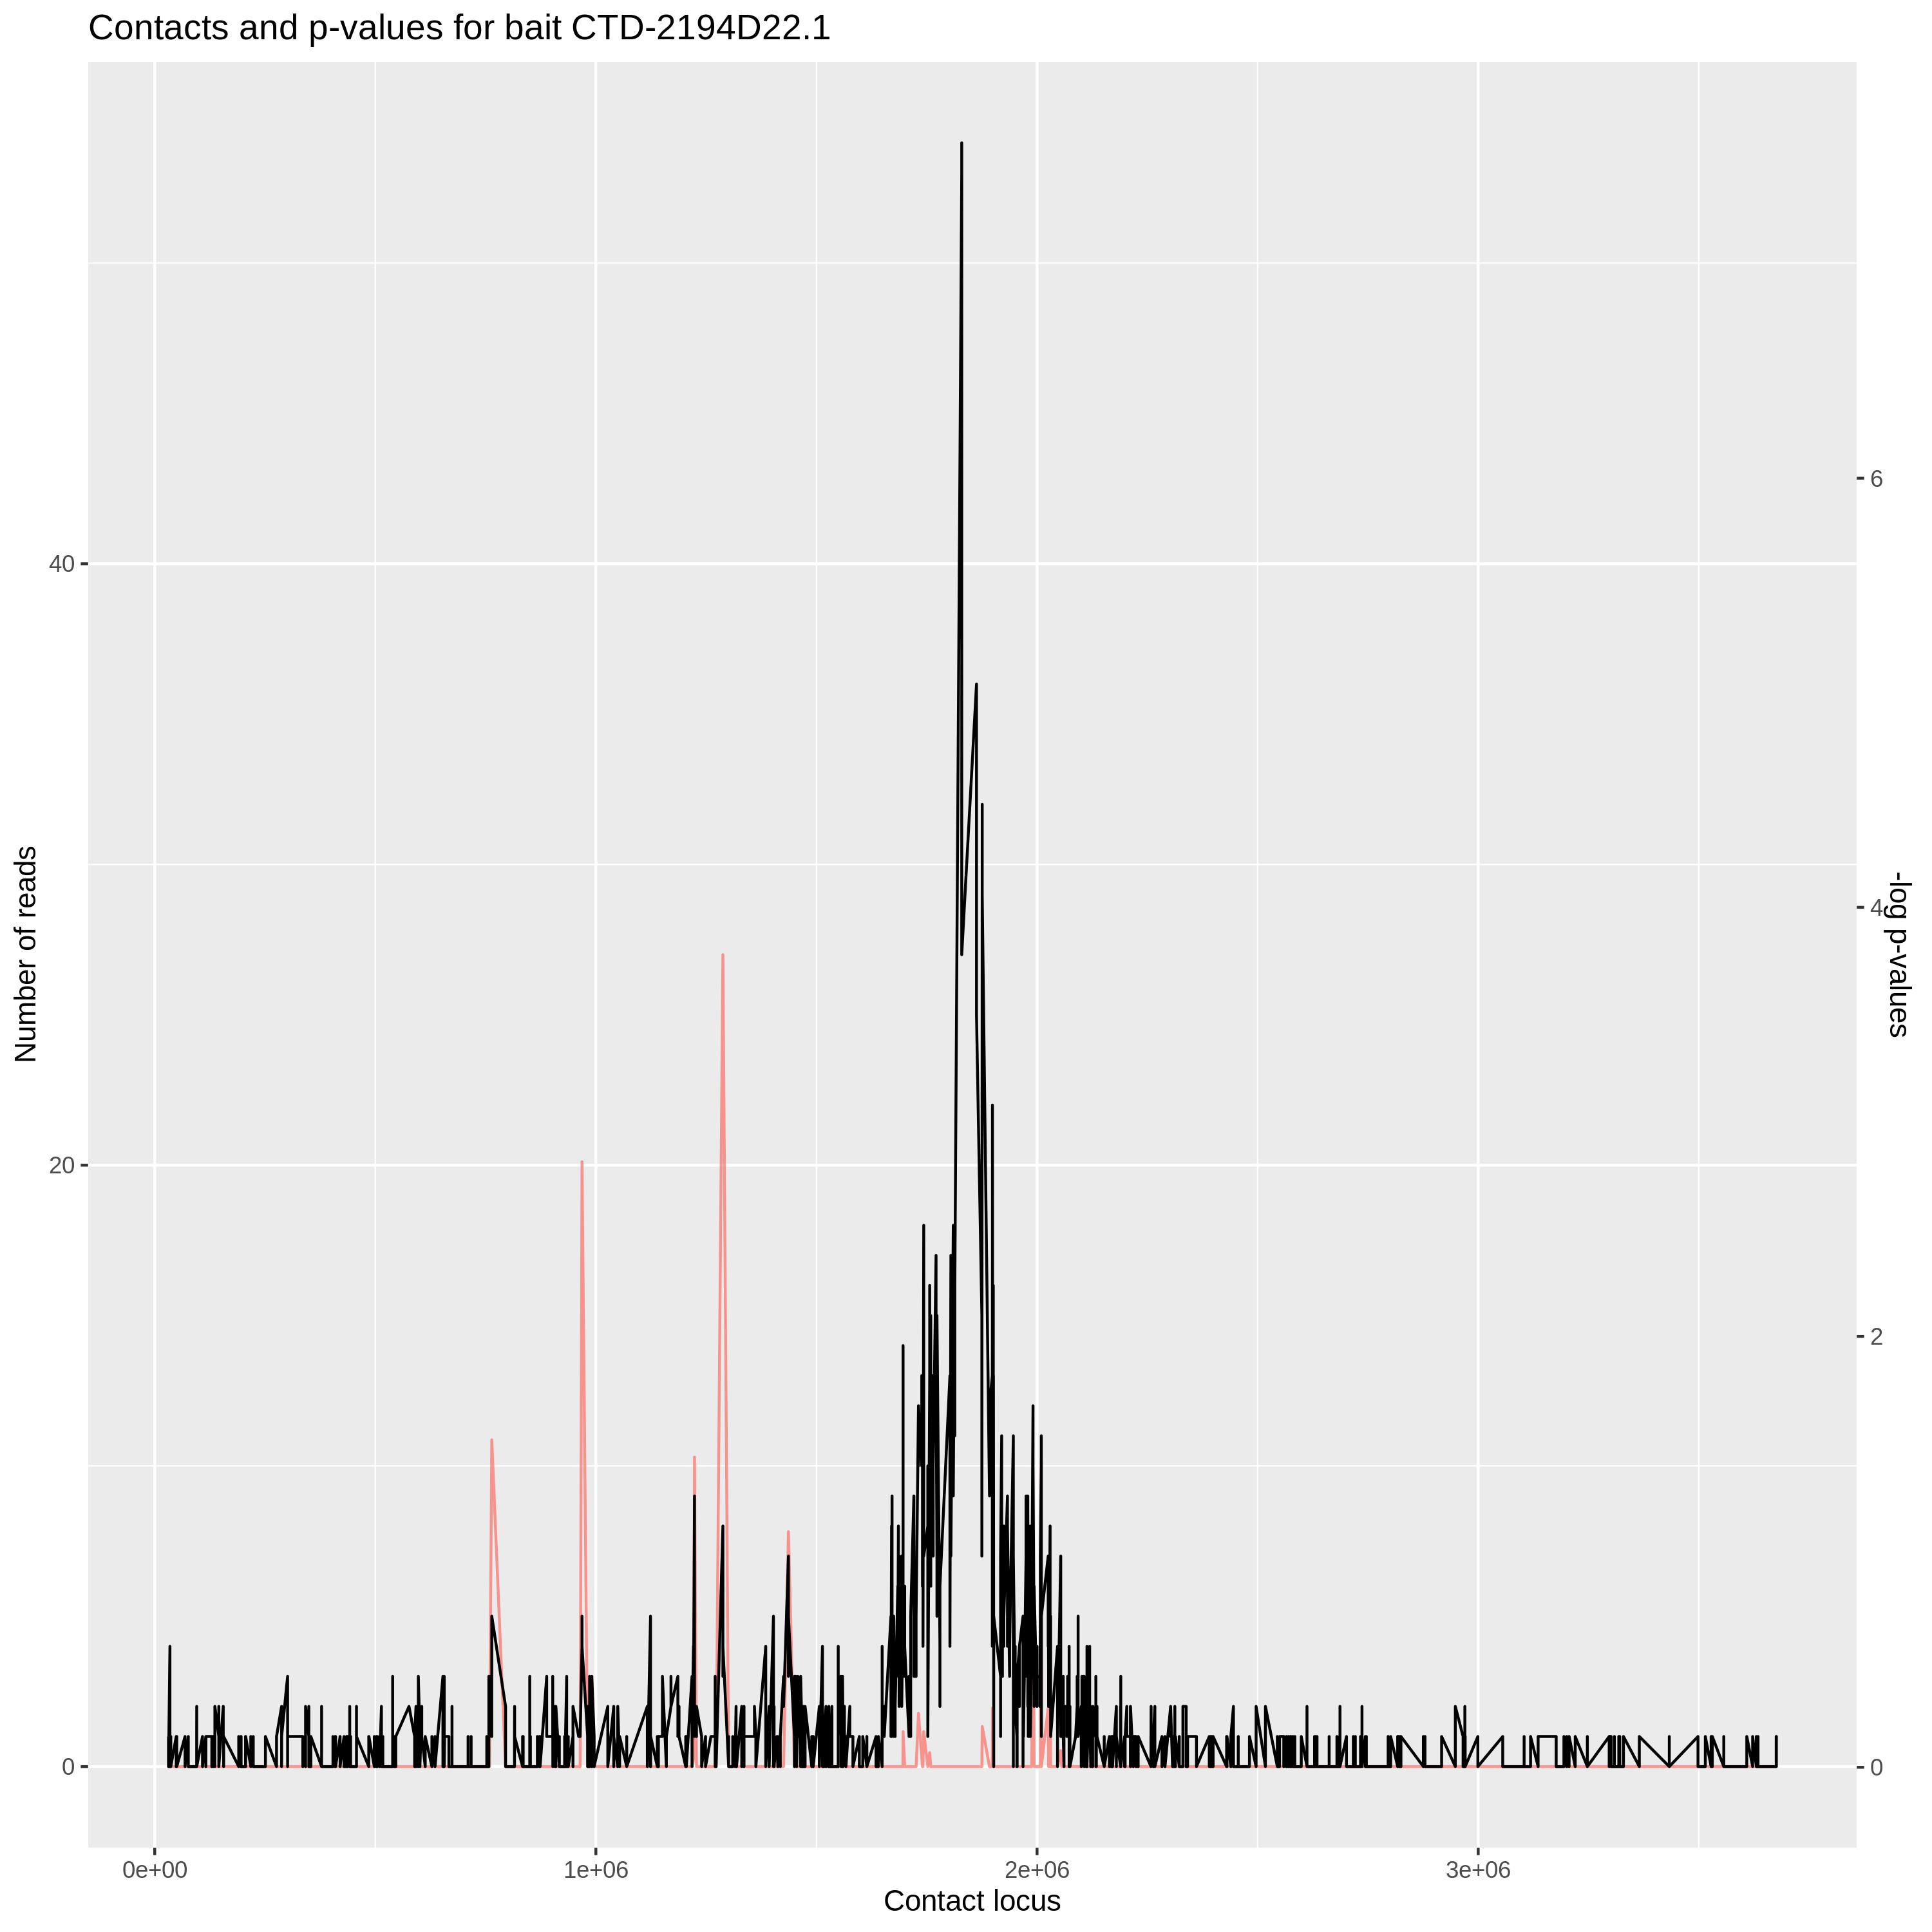 Contacts and p-values for bait CTD-2194D22.1
Number of reads
40
20
0
6
4
2
0
-log p-values
0e+00
1e+06
2e+06
3e+06
Contact locus